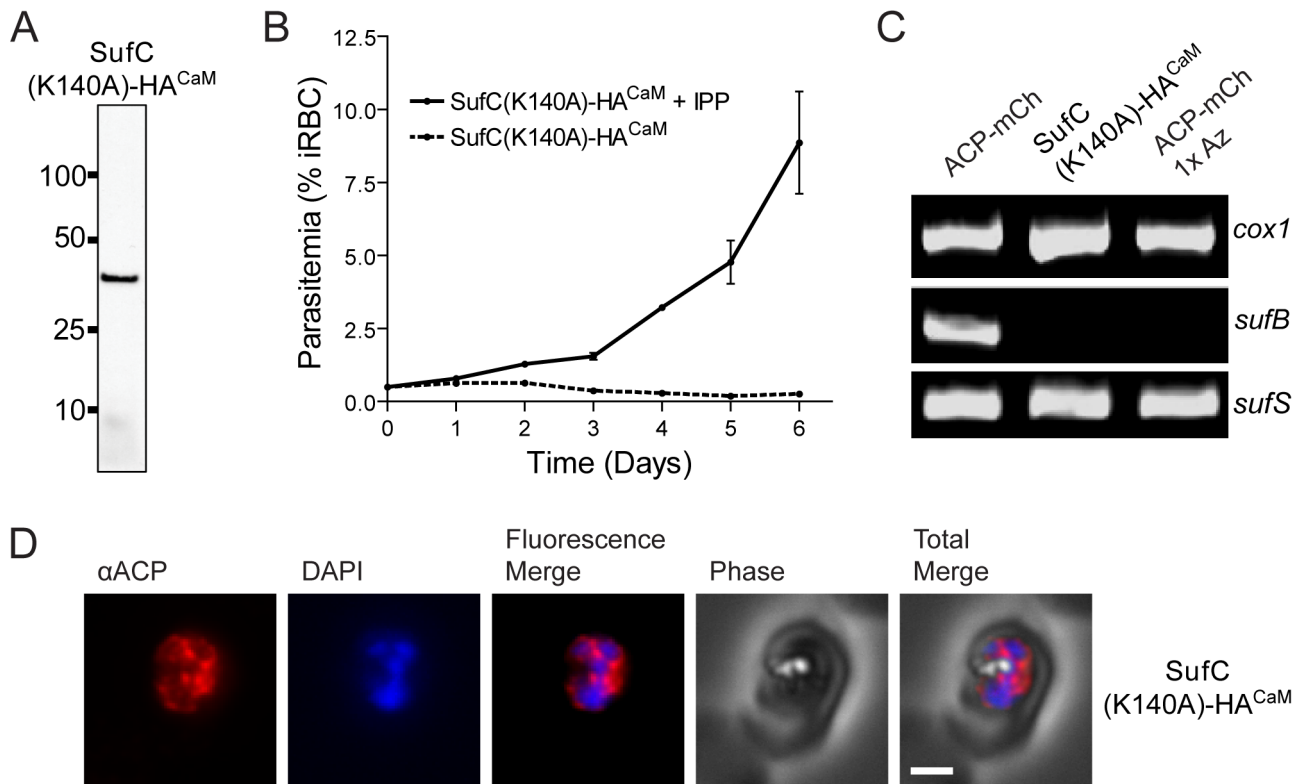 A
SufC
(K140A)-HA^CaM
100
50
25
10
B
Parasitemia (% iRBC)
12.5
10.0
7.5
5.0
2.5
0.0
SufC(K140A)-HA^CaM + IPP
SufC(K140A)-HA^CaM
0 1 2 3 4 5 6
Time (Days)
C
ACP-mCh
SufC
(K140A)-HA^CaM
ACP-mCh
1x Az
cox1
sufB
sufS
D
αACP
DAPI
Fluorescence
Merge
Phase
Total
Merge
SufC
(K140A)-HA^CaM